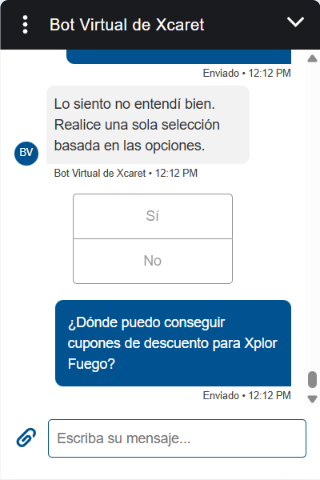 Bot Virtual de Xcaret
Enviado • 12:12 PM
Lo siento no entendí bien.
Realice una sola selección
basada en las opciones.
BV
Bot Virtual de Xcaret • 12:12 PM
Sí
No
¿Dónde puedo conseguir
cupones de descuento para Xplor
Fuego?
Enviado • 12:12 PM
Escriba su mensaje...